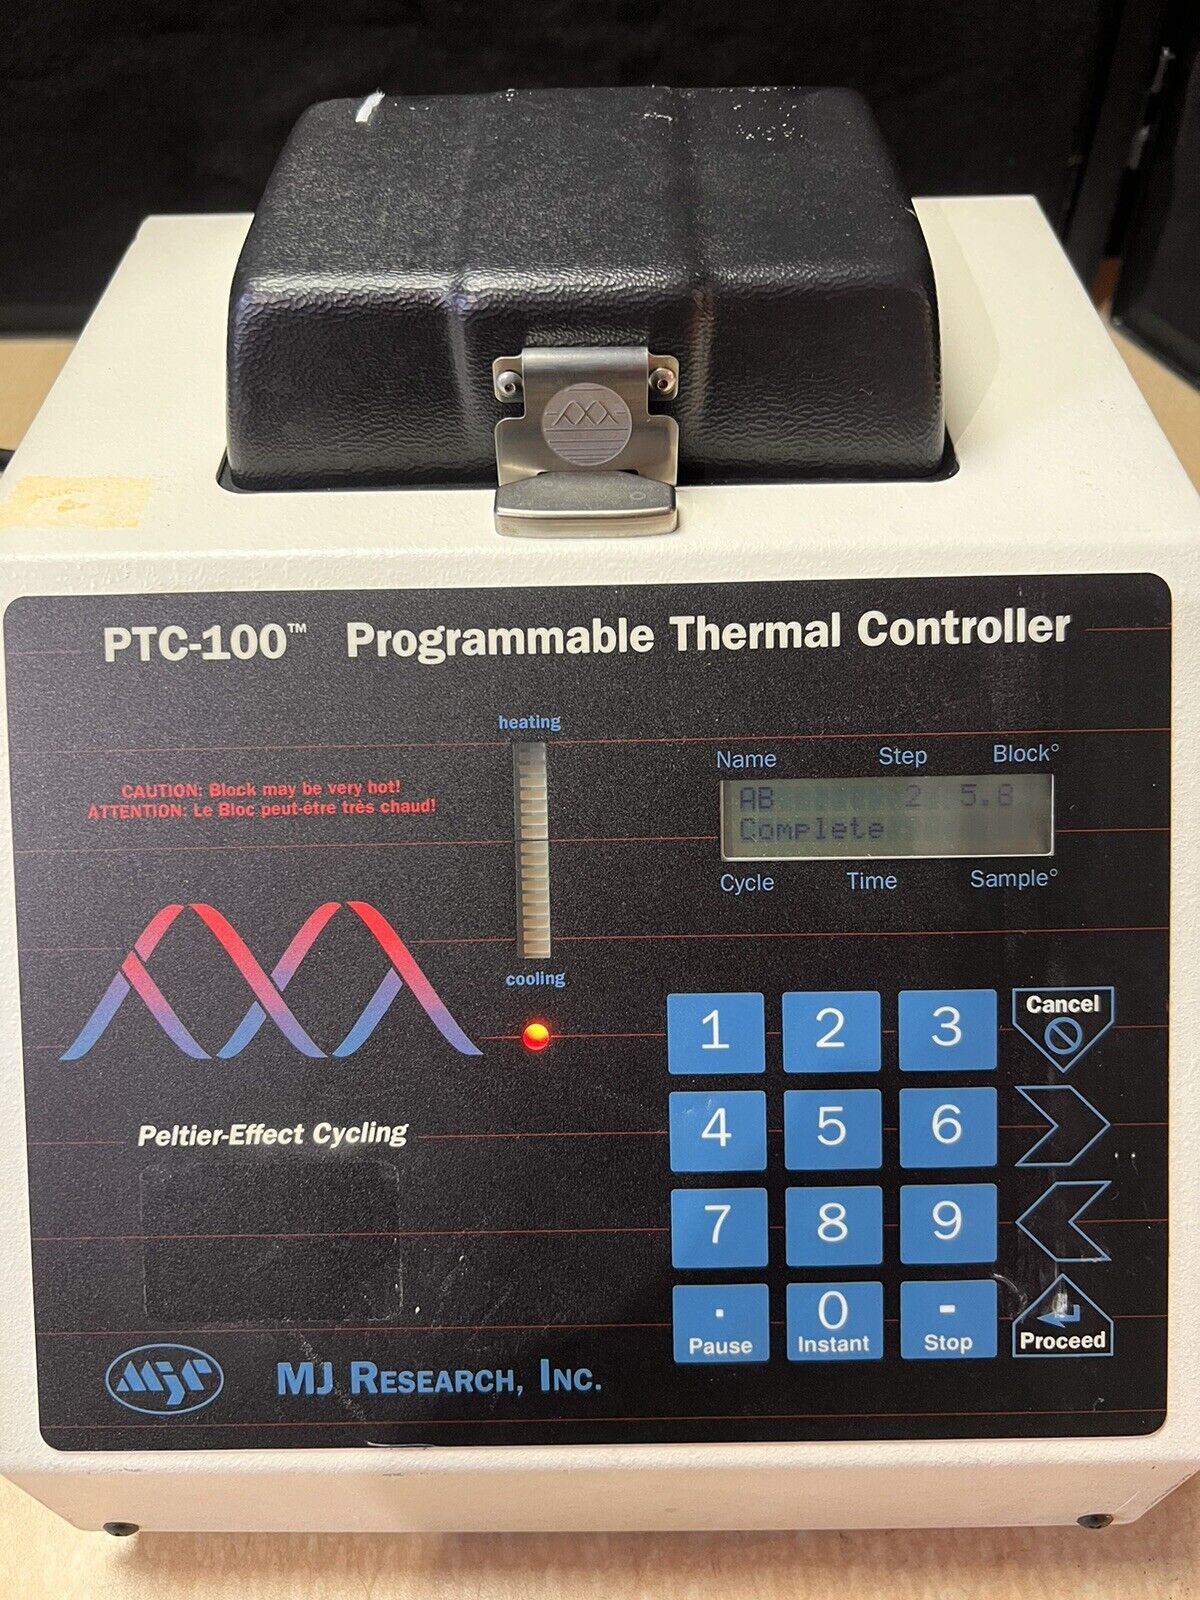 PTC-100™ Programmable Thermal Controller
heating
CAUTION: Block may be very hot!
ATTENTION: Le Bloc peut-être très chaud!
Name Step Block°
AB 2 5.8
Complete
Cycle Time Sample°
cooling
1 2 3 Cancel
4 5 6
Peltier-Effect Cycling
7 8 9
. 0 -
Pause Instant Stop Proceed
MJR MJ RESEARCH, INC.